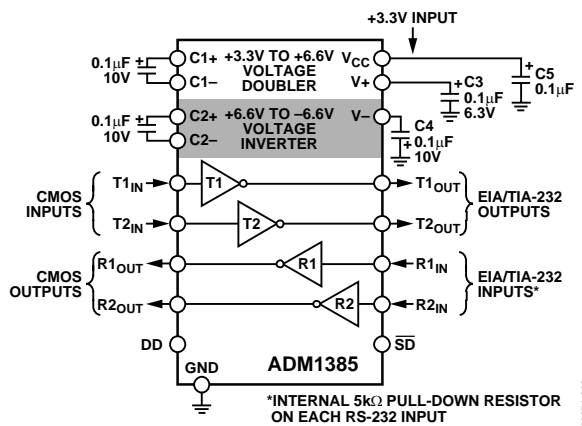 +3.3V INPUT
0.1µF
10V
+
C1+
C1–
+3.3V TO +6.6V
VOLTAGE
DOUBLER
VCC
V+
+
C3
0.1µF
6.3V
+
C5
0.1µF
0.1µF
10V
+
C2+
C2–
+6.6V TO –6.6V
VOLTAGE
INVERTER
V–
+
C4
0.1µF
10V
CMOS
INPUTS
T1IN
T1
T1OUT
T2IN
T2
T2OUT
EIA/TIA-232
OUTPUTS
CMOS
OUTPUTS
R1OUT
R1
R1IN
R2OUT
R2
R2IN
EIA/TIA-232
INPUTS*
DD
SD
GND
ADM1385
*INTERNAL 5kΩ PULL-DOWN RESISTOR
ON EACH RS-232 INPUT